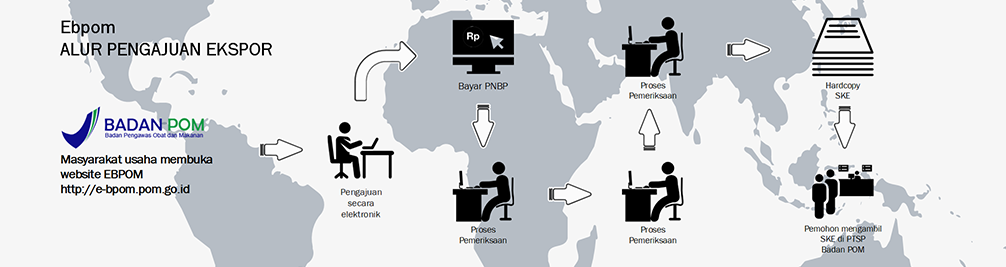 Ebpom
ALUR PENGAJUAN EKSPOR
BADAN POM
Badan Pengawas Obat dan Makanan
Masyarakat usaha membuka
website EBPOM
http://e-bpom.pom.go.id
Pengajuan
secara
elektronik
Rp
Bayar PNBP
Proses
Pemeriksaan
Proses
Pemeriksaan
Proses
Pemeriksaan
Hardcopy
SKE
Pemohon mengambil
SKE di PTSP
Badan POM